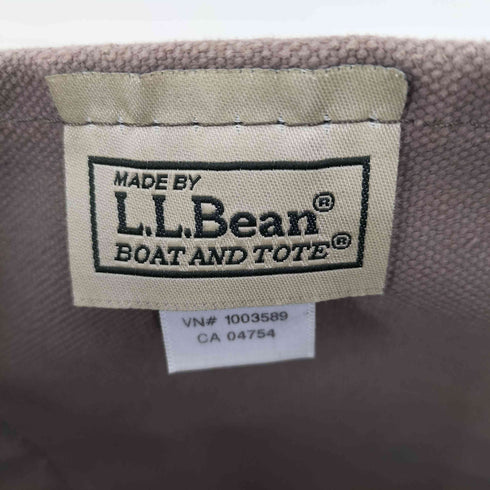 MADE BY
L.L.Bean®
BOAT AND TOTE®
VN# 1003589
CA 04754